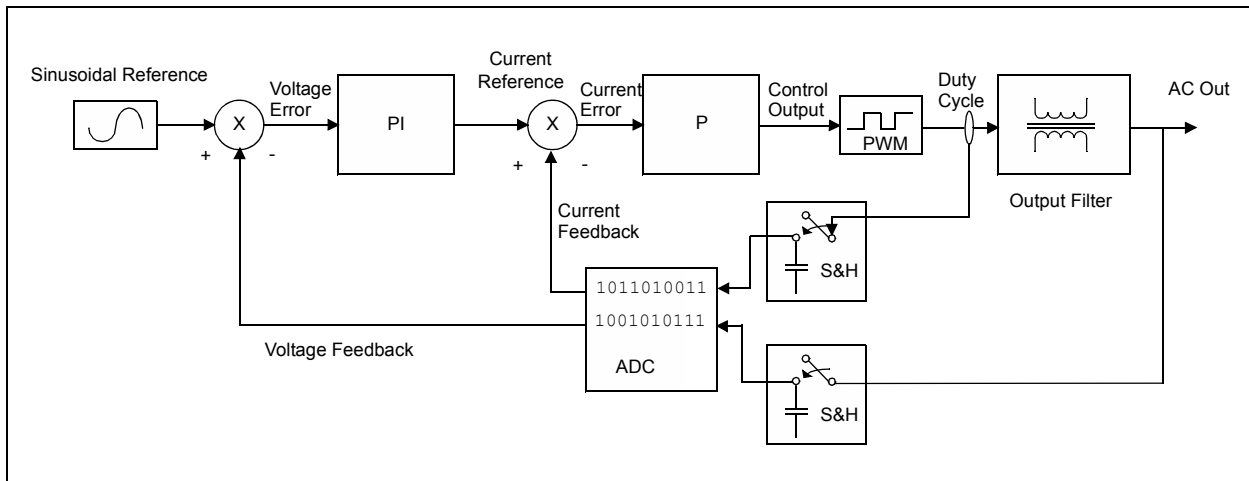 Sinusoidal Reference
X
+
-
Voltage
Error
PI
Current
Reference
X
+
-
Current
Error
P
Control
Output
PWM
Duty
Cycle
Output Filter
AC Out
Current
Feedback
S&H
1011010011
1001010111
ADC
Voltage Feedback
S&H